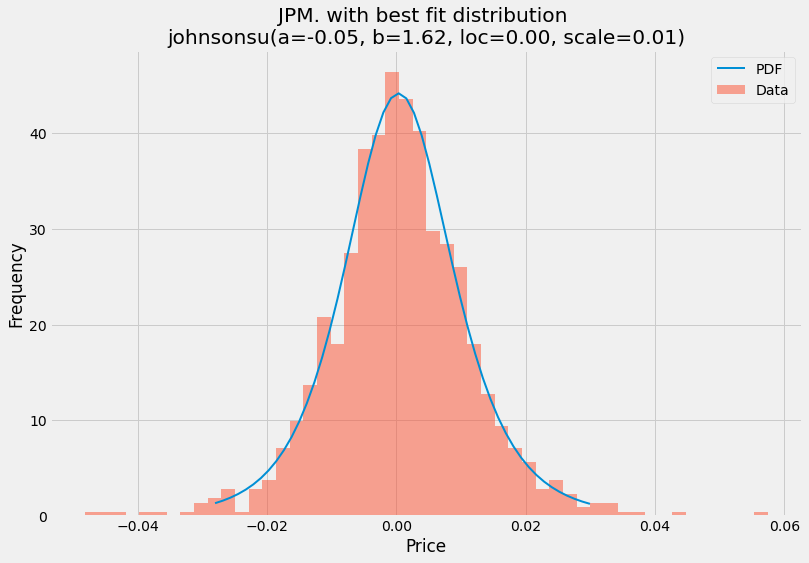 JPM. with best fit distribution
johnsonsu(a=-0.05, b=1.62, loc=0.00, scale=0.01)
PDF
Data
40
30
20
10
0
Frequency
−0.04
−0.02
0.00
0.02
0.04
0.06
Price